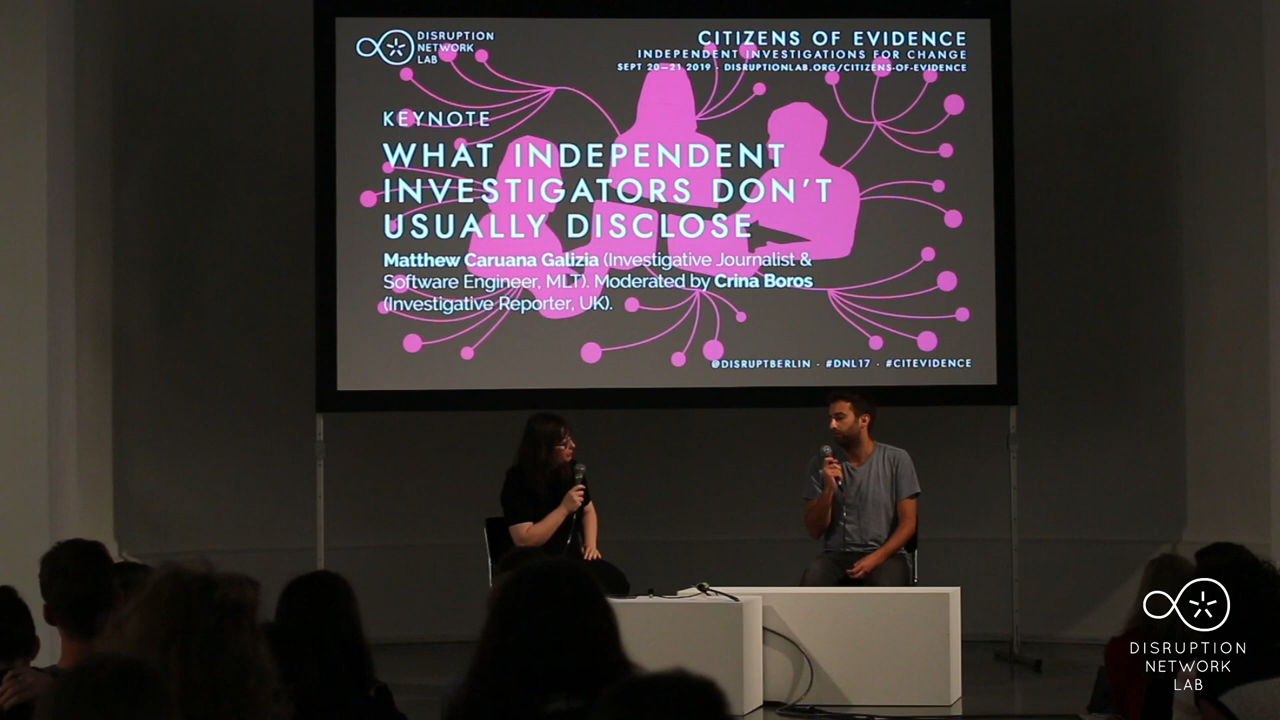 DISRUPTION
NETWORK
LAB
CITIZENS OF EVIDENCE
INDEPENDENT INVESTIGATIONS FOR CHANGE
SEPT 20—21 2019 · DISRUPTIONLAB.ORG/CITIZENS-OF-EVIDENCE
KEYNOTE
WHAT INDEPENDENT
INVESTIGATORS DON'T
USUALLY DISCLOSE
Matthew Caruana Galizia (Investigative Journalist &
Software Engineer, MLT). Moderated by Crina Boros
(Investigative Reporter, UK).
@DISRUPTBERLIN · #DNL17 · #CITEVIDENCE
DISRUPTION
NETWORK
LAB